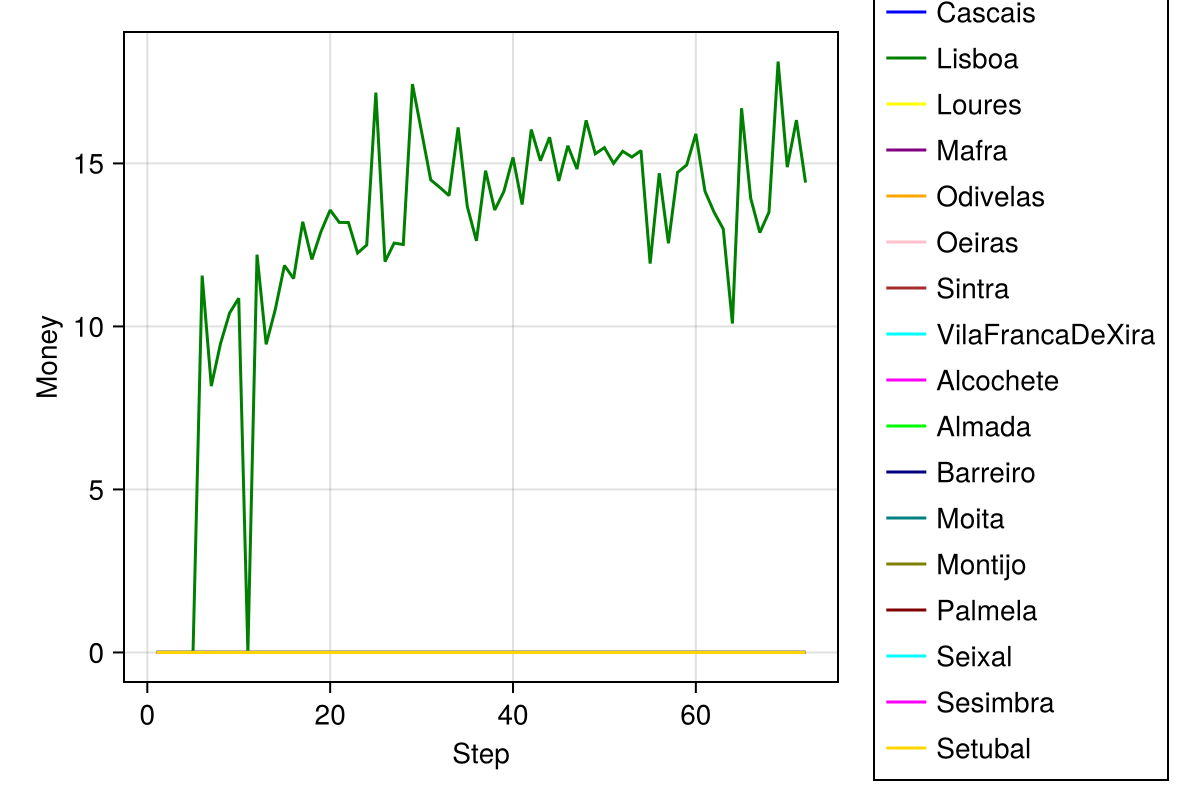 Cascais
Lisboa
Loures
Mafra
Odivelas
Oeiras
Sintra
VilaFrancaDeXira
Alcochete
Almada
Barreiro
Moita
Montijo
Palmela
Seixal
Sesimbra
Setubal
Money
15
10
5
0
0 20 40 60
Step